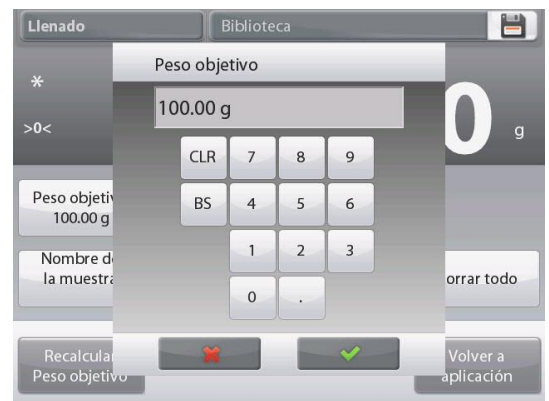 Llenado
Biblioteca
Peso objetivo
*
>0<
100.00 g
0
g
CLR 7 8 9
BS 4 5 6
1 2 3
0 .
Peso objetiv
100.00 g
Nombre d
la muestra
orrar todo
Recalcula
Peso objetivo
Volver a
aplicación